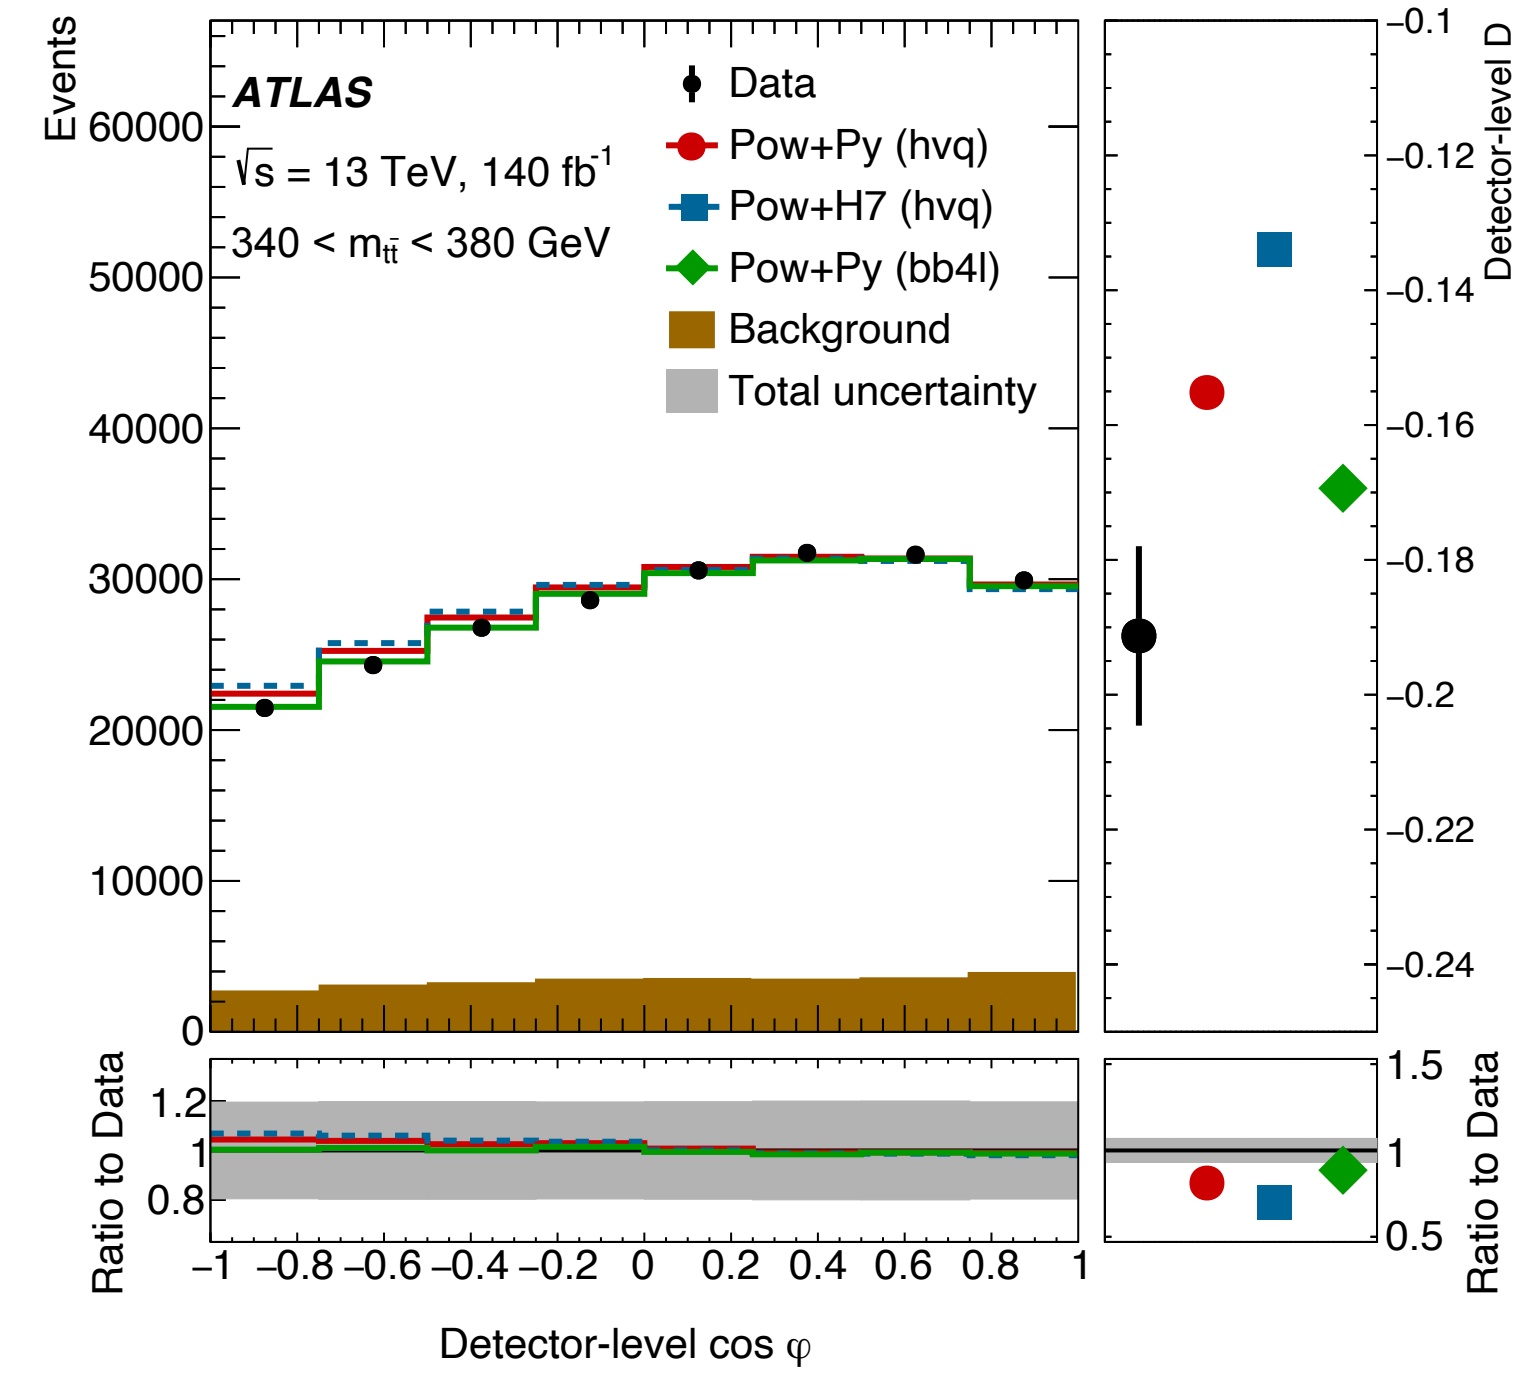 Events
60000
50000
40000
30000
20000
10000
0
ATLAS
√s = 13 TeV, 140 fb⁻¹
340 < m_tt̄ < 380 GeV
Data
Pow+Py (hvq)
Pow+H7 (hvq)
Pow+Py (bb4l)
Background
Total uncertainty
Detector-level D
−0.1
−0.12
−0.14
−0.16
−0.18
−0.2
−0.22
−0.24
Ratio to Data
1.2
1
0.8
−1 −0.8 −0.6 −0.4 −0.2 0 0.2 0.4 0.6 0.8 1
Detector-level cos φ
1.5
1
0.5
Ratio to Data